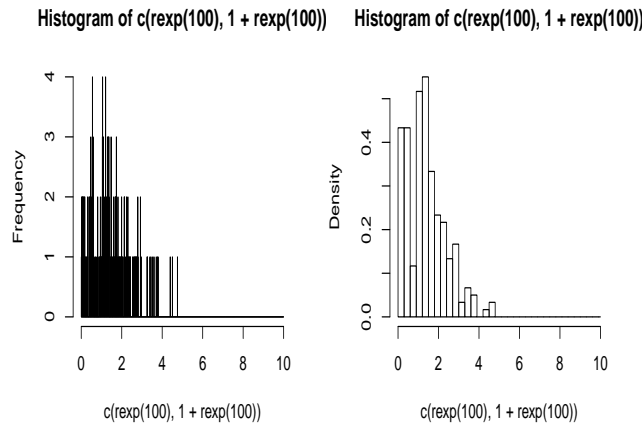 Histogram of c(rexp(100), 1 + rexp(100))
Frequency
4
3
2
1
0
0 2 4 6 8 10
c(rexp(100), 1 + rexp(100))
Histogram of c(rexp(100), 1 + rexp(100))
Density
0.4
0.2
0.0
0 2 4 6 8 10
c(rexp(100), 1 + rexp(100))